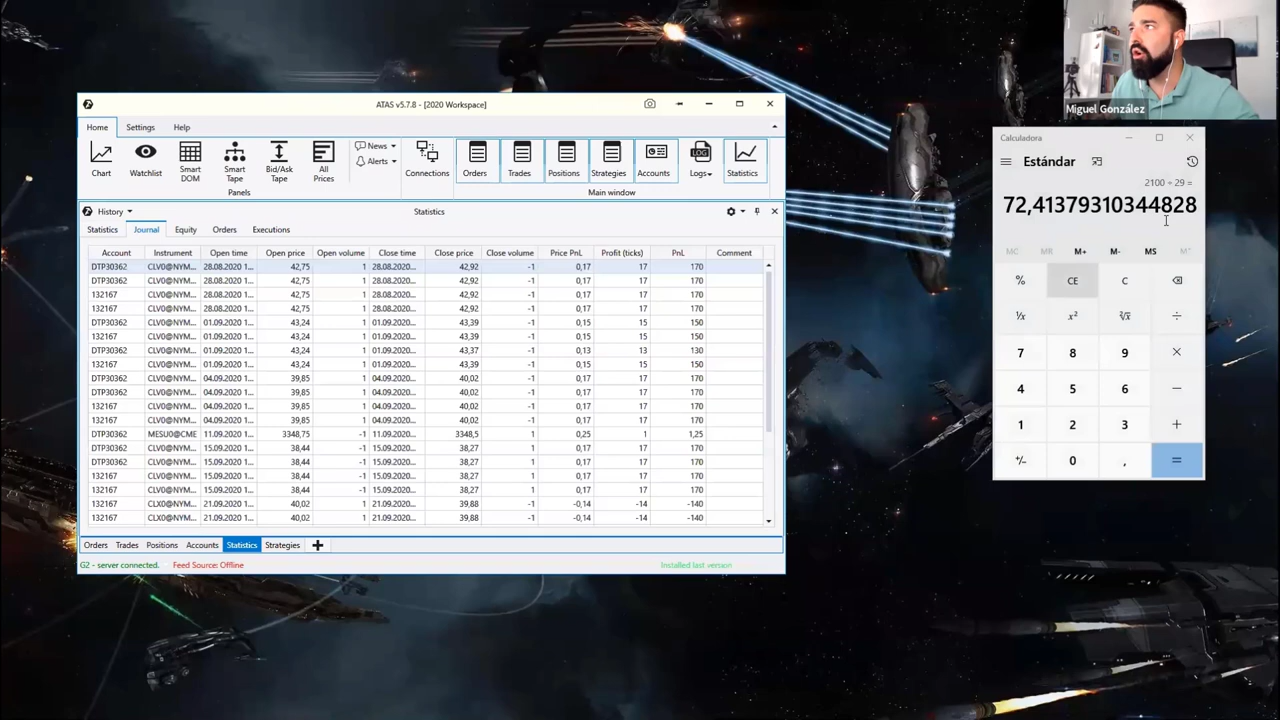 Miguel González
ATAS v5.7.8 - [2020 Workspace]
Home Settings Help
Chart Watchlist Smart DOM Smart Tape Bid/Ask Tape All Prices News Alerts Connections Orders Trades Positions Strategies Accounts Logs Statistics
Panels Main window
History Statistics
Statistics Journal Equity Orders Executions
Account Instrument Open time Open price Open volume Close time Close price Close volume Price PnL Profit (ticks) PnL Comment
DTP30362 CLV0@NYM... 28.08.2020 1... 42,75 1 28.08.2020... 42,92 -1 0,17 17 170
DTP30362 CLV0@NYM... 28.08.2020 1... 42,75 1 28.08.2020... 42,92 -1 0,17 17 170
132167 CLV0@NYM... 28.08.2020 1... 42,75 1 28.08.2020... 42,92 -1 0,17 17 170
132167 CLV0@NYM... 28.08.2020 1... 42,75 1 28.08.2020... 42,92 -1 0,17 17 170
DTP30362 CLV0@NYM... 01.09.2020 1... 43,24 1 01.09.2020... 43,39 -1 0,15 15 150
132167 CLV0@NYM... 01.09.2020 1... 43,24 1 01.09.2020... 43,39 -1 0,15 15 150
DTP30362 CLV0@NYM... 01.09.2020 1... 43,24 1 01.09.2020... 43,37 -1 0,13 13 130
132167 CLV0@NYM... 01.09.2020 1... 43,24 1 01.09.2020... 43,39 -1 0,15 15 150
DTP30362 CLV0@NYM... 04.09.2020 1... 39,85 1 04.09.2020... 40,02 -1 0,17 17 170
DTP30362 CLV0@NYM... 04.09.2020 1... 39,85 1 04.09.2020... 40,02 -1 0,17 17 170
132167 CLV0@NYM... 04.09.2020 1... 39,85 1 04.09.2020... 40,02 -1 0,17 17 170
132167 CLV0@NYM... 04.09.2020 1... 39,85 1 04.09.2020... 40,02 -1 0,17 17 170
DTP30362 MESU0@CME 11.09.2020 1... 3348,75 -1 11.09.2020... 3348,5 1 0,25 1 1,25
DTP30362 CLV0@NYM... 15.09.2020 1... 38,44 -1 15.09.2020... 38,27 1 0,17 17 170
DTP30362 CLV0@NYM... 15.09.2020 1... 38,44 -1 15.09.2020... 38,27 1 0,17 17 170
132167 CLV0@NYM... 15.09.2020 1... 38,44 -1 15.09.2020... 38,27 1 0,17 17 170
132167 CLV0@NYM... 15.09.2020 1... 38,44 -1 15.09.2020... 38,27 1 0,17 17 170
132167 CLX0@NYM... 21.09.2020 1... 40,02 1 21.09.2020... 39,88 -1 -0,14 -14 -140
132167 CLX0@NYM... 21.09.2020 1... 40,02 1 21.09.2020... 39,88 -1 -0,14 -14 -140
Orders Trades Positions Accounts Statistics Strategies
G2 - server connected. Feed Source: Offline Installed last version
Calculadora
Estándar
2100 ÷ 29 =
72,41379310344828
MC MR M+ M- MS M˅
% CE C
¹/x x² ²√x ÷
7 8 9 ×
4 5 6 −
1 2 3 +
+/- 0 , =